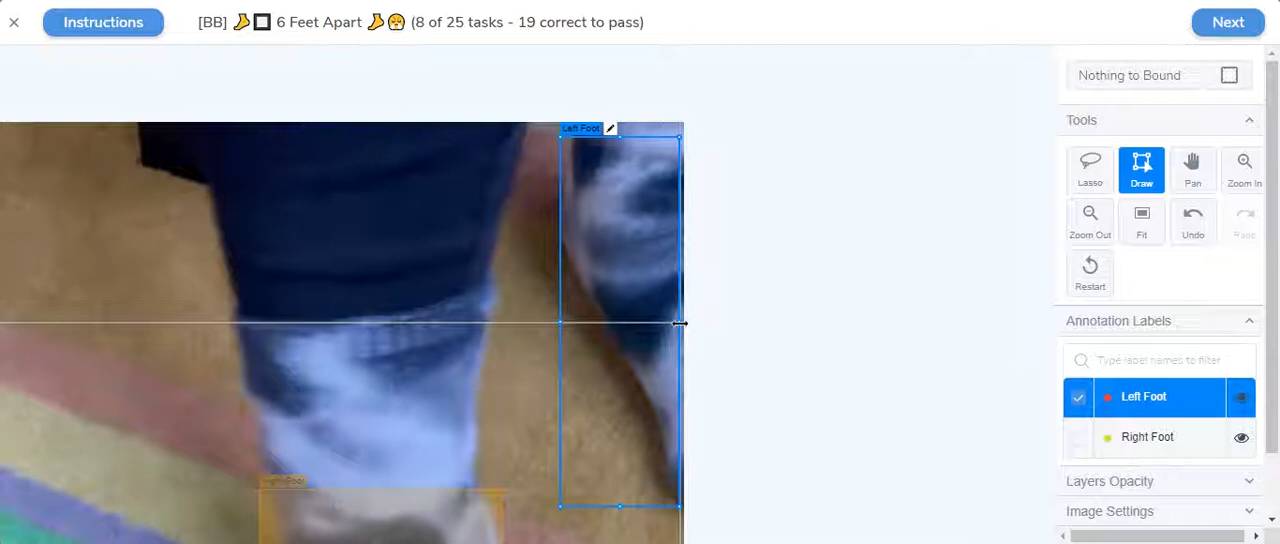 × Instructions [BB] 🦶🔲 6 Feet Apart 🦶😤 (8 of 25 tasks - 19 correct to pass) Next
Nothing to Bound
Left Foot
Tools
Lasso Draw Pan Zoom In
Zoom Out Fit Undo Redo
Restart
Annotation Labels
Type label names to filter
Left Foot
Right Foot
Right Foot
Layers Opacity
Image Settings